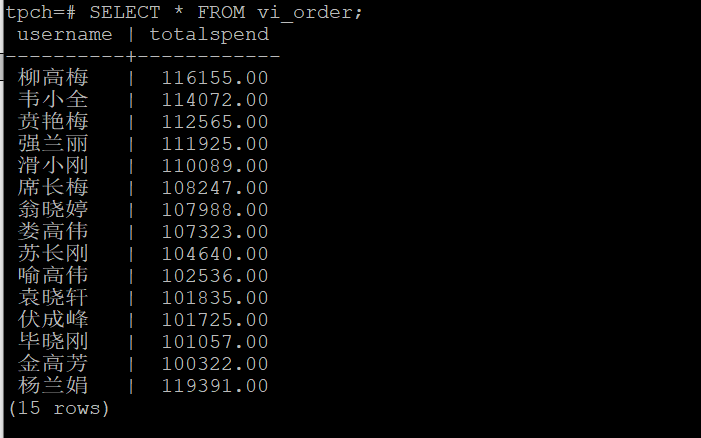 tpch=# SELECT * FROM vi_order;
 username | totalspend
----------+------------
 柳高梅   |  116155.00
 韦小全   |  114072.00
 贲艳梅   |  112565.00
 强兰丽   |  111925.00
 滑小刚   |  110089.00
 席长梅   |  108247.00
 翁晓婷   |  107988.00
 娄高伟   |  107323.00
 苏长刚   |  104640.00
 喻高伟   |  102536.00
 袁晓轩   |  101835.00
 伏成峰   |  101725.00
 毕晓刚   |  101057.00
 金高芳   |  100322.00
 杨兰娟   |  119391.00
(15 rows)